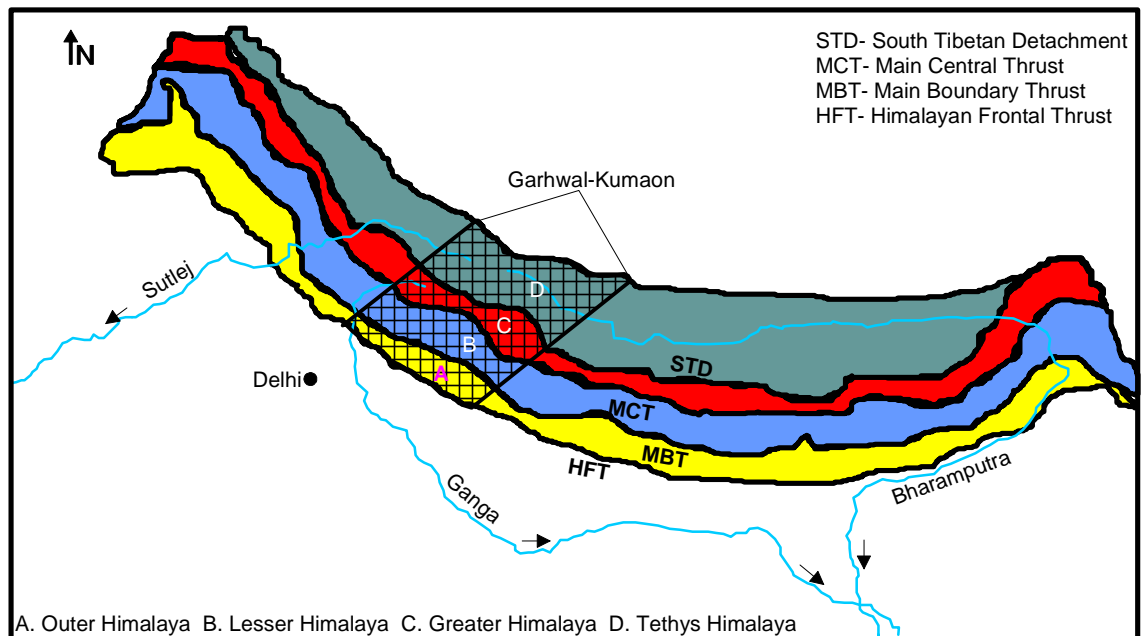 N
STD- South Tibetan Detachment
MCT- Main Central Thrust
MBT- Main Boundary Thrust
HFT- Himalayan Frontal Thrust
Garhwal-Kumaon
Sutlej
D
C
B
A
Delhi
STD
MCT
MBT
HFT
Ganga
Bharamputra
A. Outer Himalaya B. Lesser Himalaya C. Greater Himalaya D. Tethys Himalaya